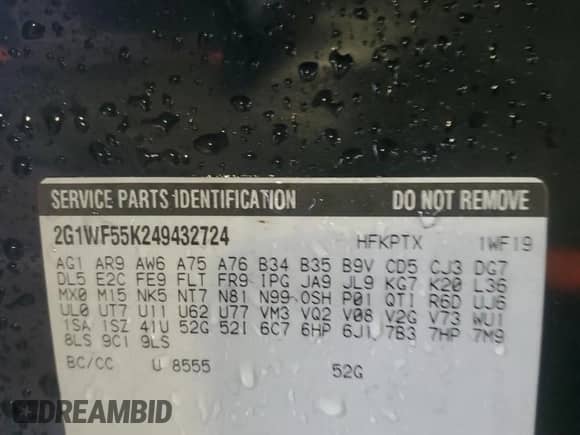 SERVICE PARTS IDENTIFICATION DO NOT REMOVE
2G1WF55K249432724 HFKPTX 1WF19
AG1 AR9 AW6 A75 A76 B34 B35 B9V CD5 CJ3 DG7
DL5 E2C FE9 FLT FR9 IPG JA9 JL9 KG7 K20 L36
MX0 M15 NK5 NT7 N81 N99 OSH P01 QTI R6D UJ6
UL0 UT7 U11 U62 U77 VM3 VQ2 V08 V2G V73 WU1
1SA 1SZ 41U 52G 52I 6C7 6HP 6J1 7B3 7HP 7M9
8LS 9C1 9LS
BC/CC U 8555 52G
DREAMBID